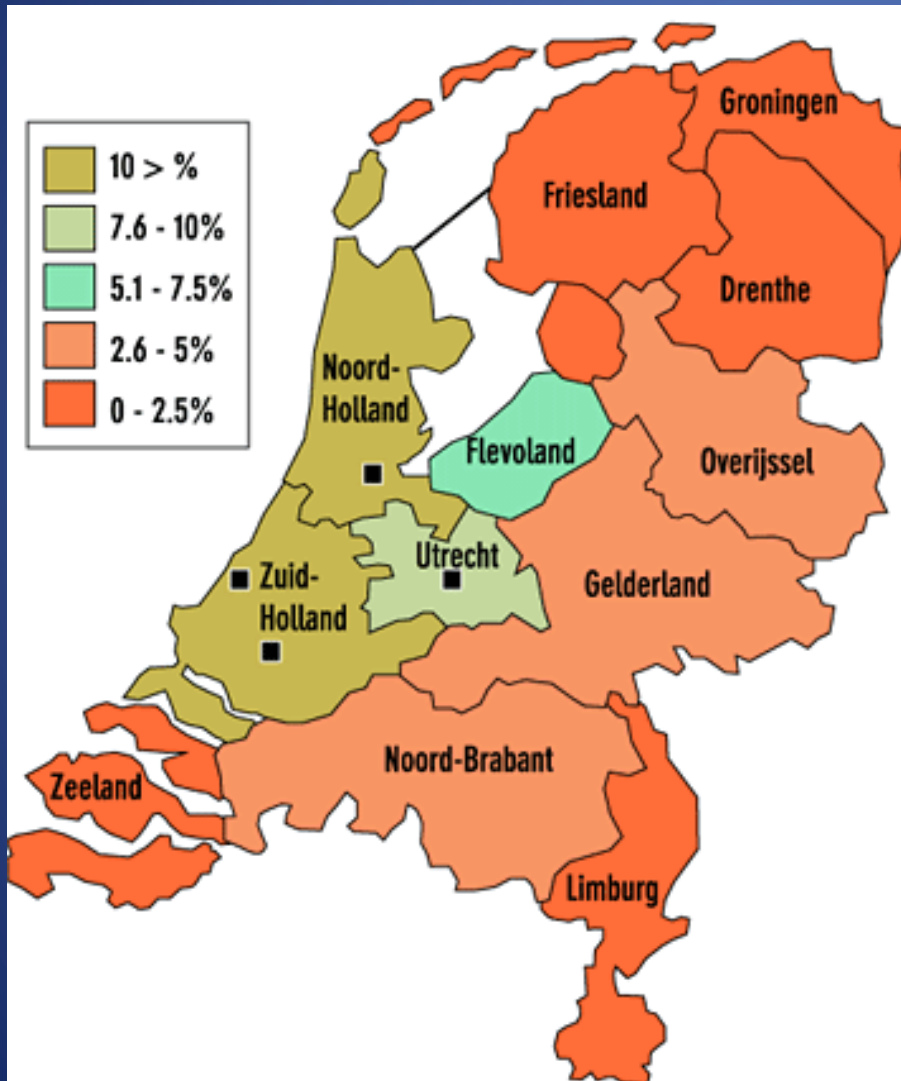 10 > %
7.6 - 10%
5.1 - 7.5%
2.6 - 5%
0 - 2.5%
Groningen
Friesland
Drenthe
Noord-
Holland
Flevoland
Overijssel
Utrecht
Zuid-
Holland
Gelderland
Noord-Brabant
Zeeland
Limburg